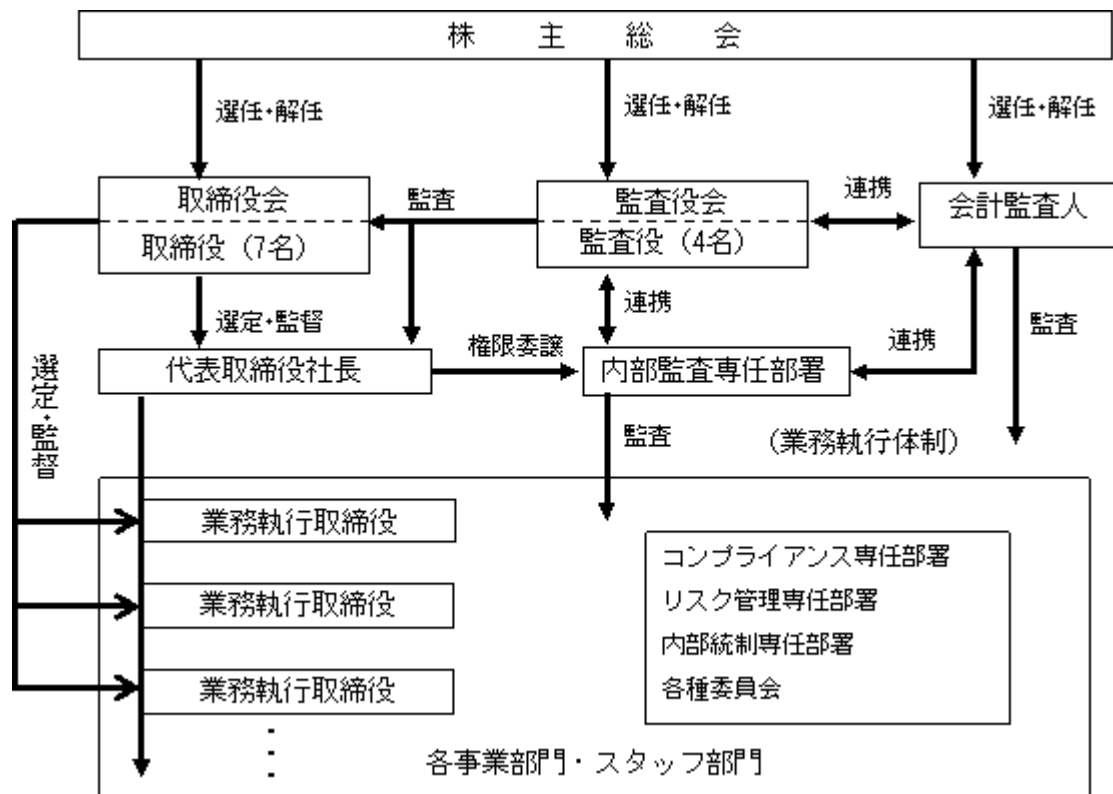 株主総会
選任・解任
選任・解任
選任・解任
取締役会
取締役（7名）
監査
監査役会
監査役（4名）
連携
会計監査人
選定・監督
連携
連携
監査
代表取締役社長
権限委譲
内部監査専任部署
選定・監督
監査
（業務執行体制）
業務執行取締役
業務執行取締役
業務執行取締役
コンプライアンス専任部署
リスク管理専任部署
内部統制専任部署
各種委員会
各事業部門・スタッフ部門